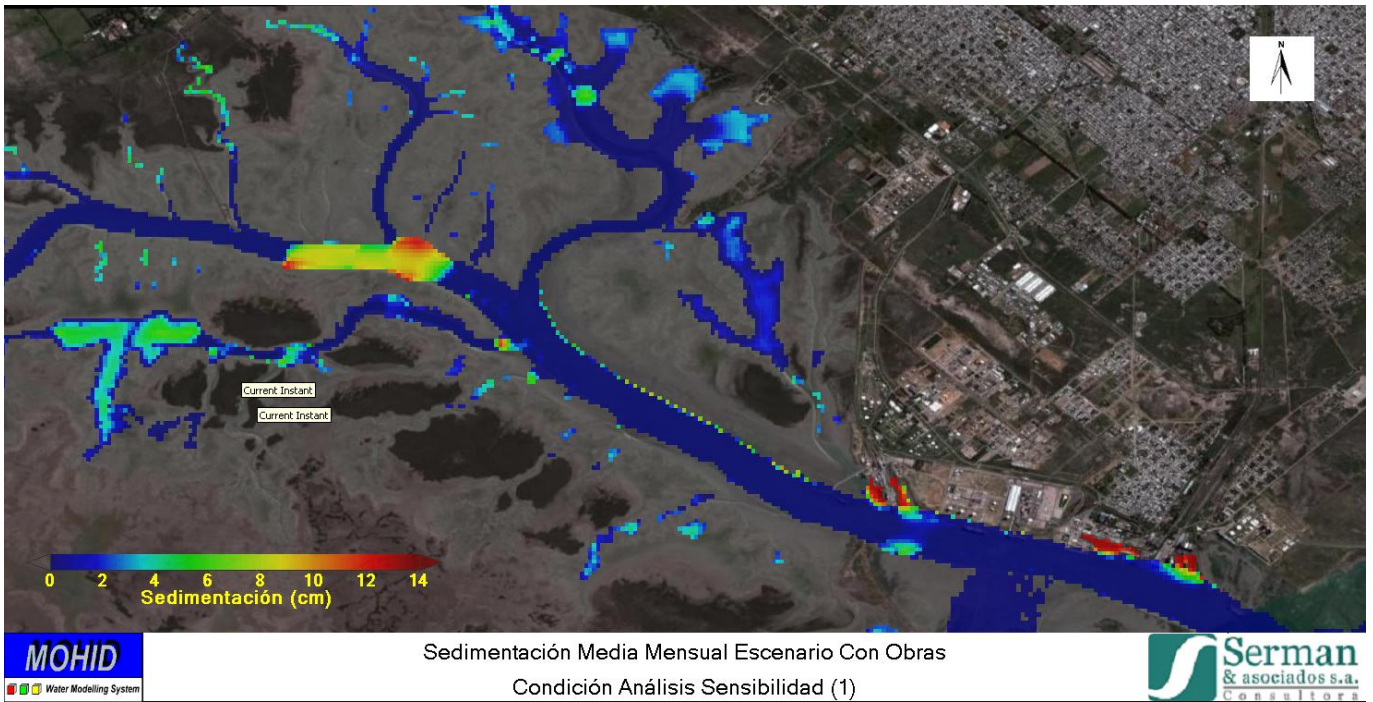 N
Current Instant
Current Instant
0 2 4 6 8 10 12 14
Sedimentación (cm)
MOHID
Water Modelling System
Sedimentación Media Mensual Escenario Con Obras
Condición Análisis Sensibilidad (1)
Serman
& asociados s.a.
Consultora